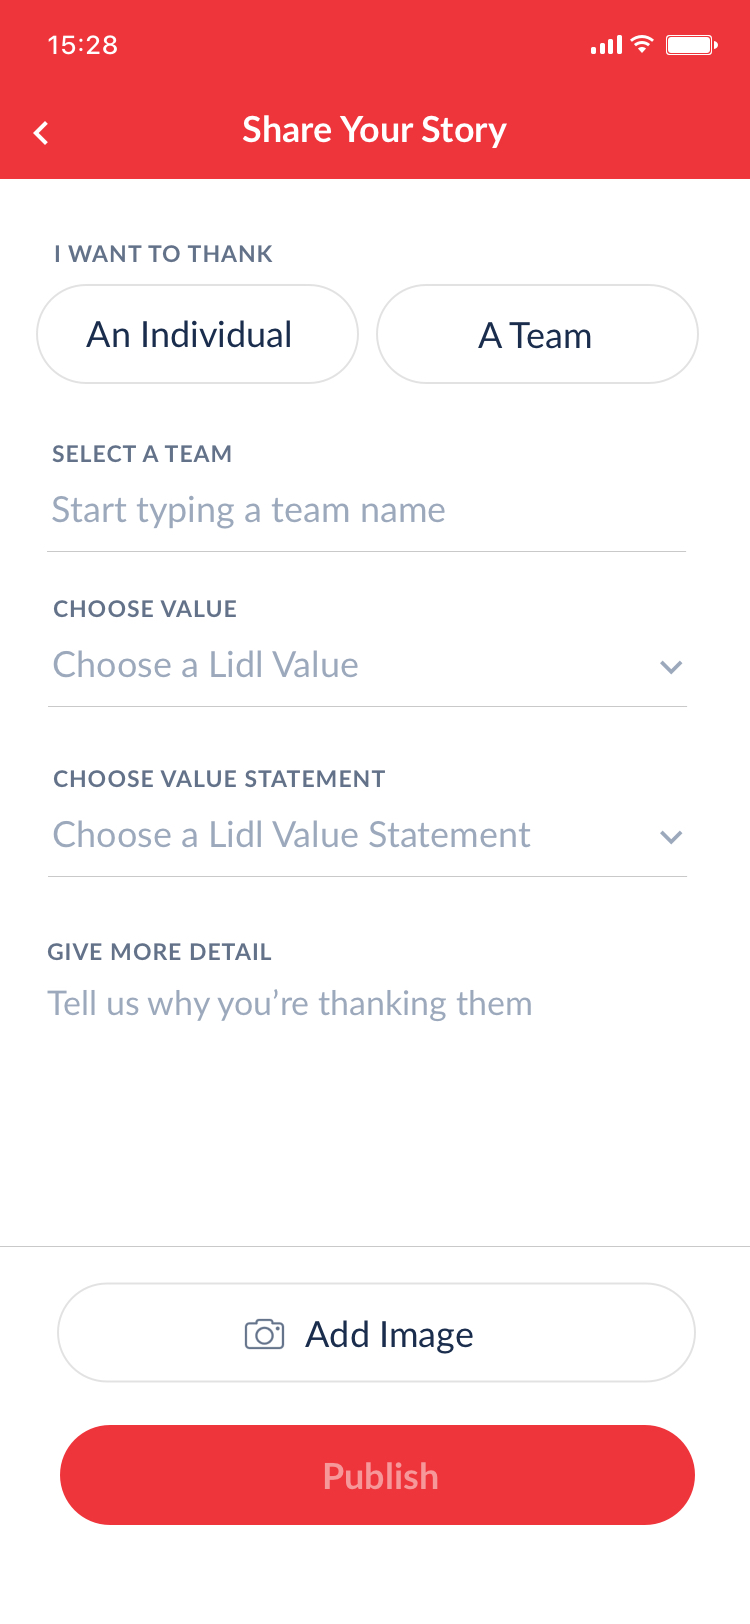 15:28
Share Your Story
I WANT TO THANK
An Individual
A Team
SELECT A TEAM
Start typing a team name
CHOOSE VALUE
Choose a Lidl Value
CHOOSE VALUE STATEMENT
Choose a Lidl Value Statement
GIVE MORE DETAIL
Tell us why you’re thanking them
Add Image
Publish